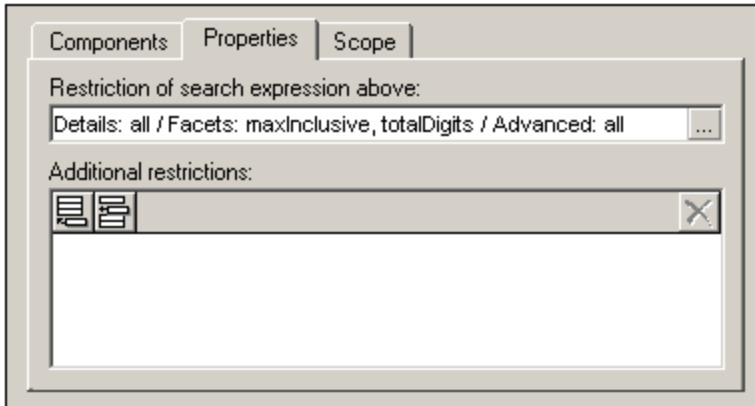 Components Properties Scope
Restriction of search expression above:
Details: all / Facets: maxInclusive, totalDigits / Advanced: all ...
Additional restrictions: